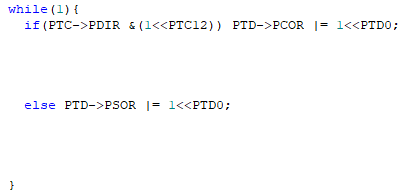 while(1){
if(PTC->PDIR &(1<<PTC12)) PTD->PCOR |= 1<<PTD0;
else PTD->PSOR |= 1<<PTD0;
}